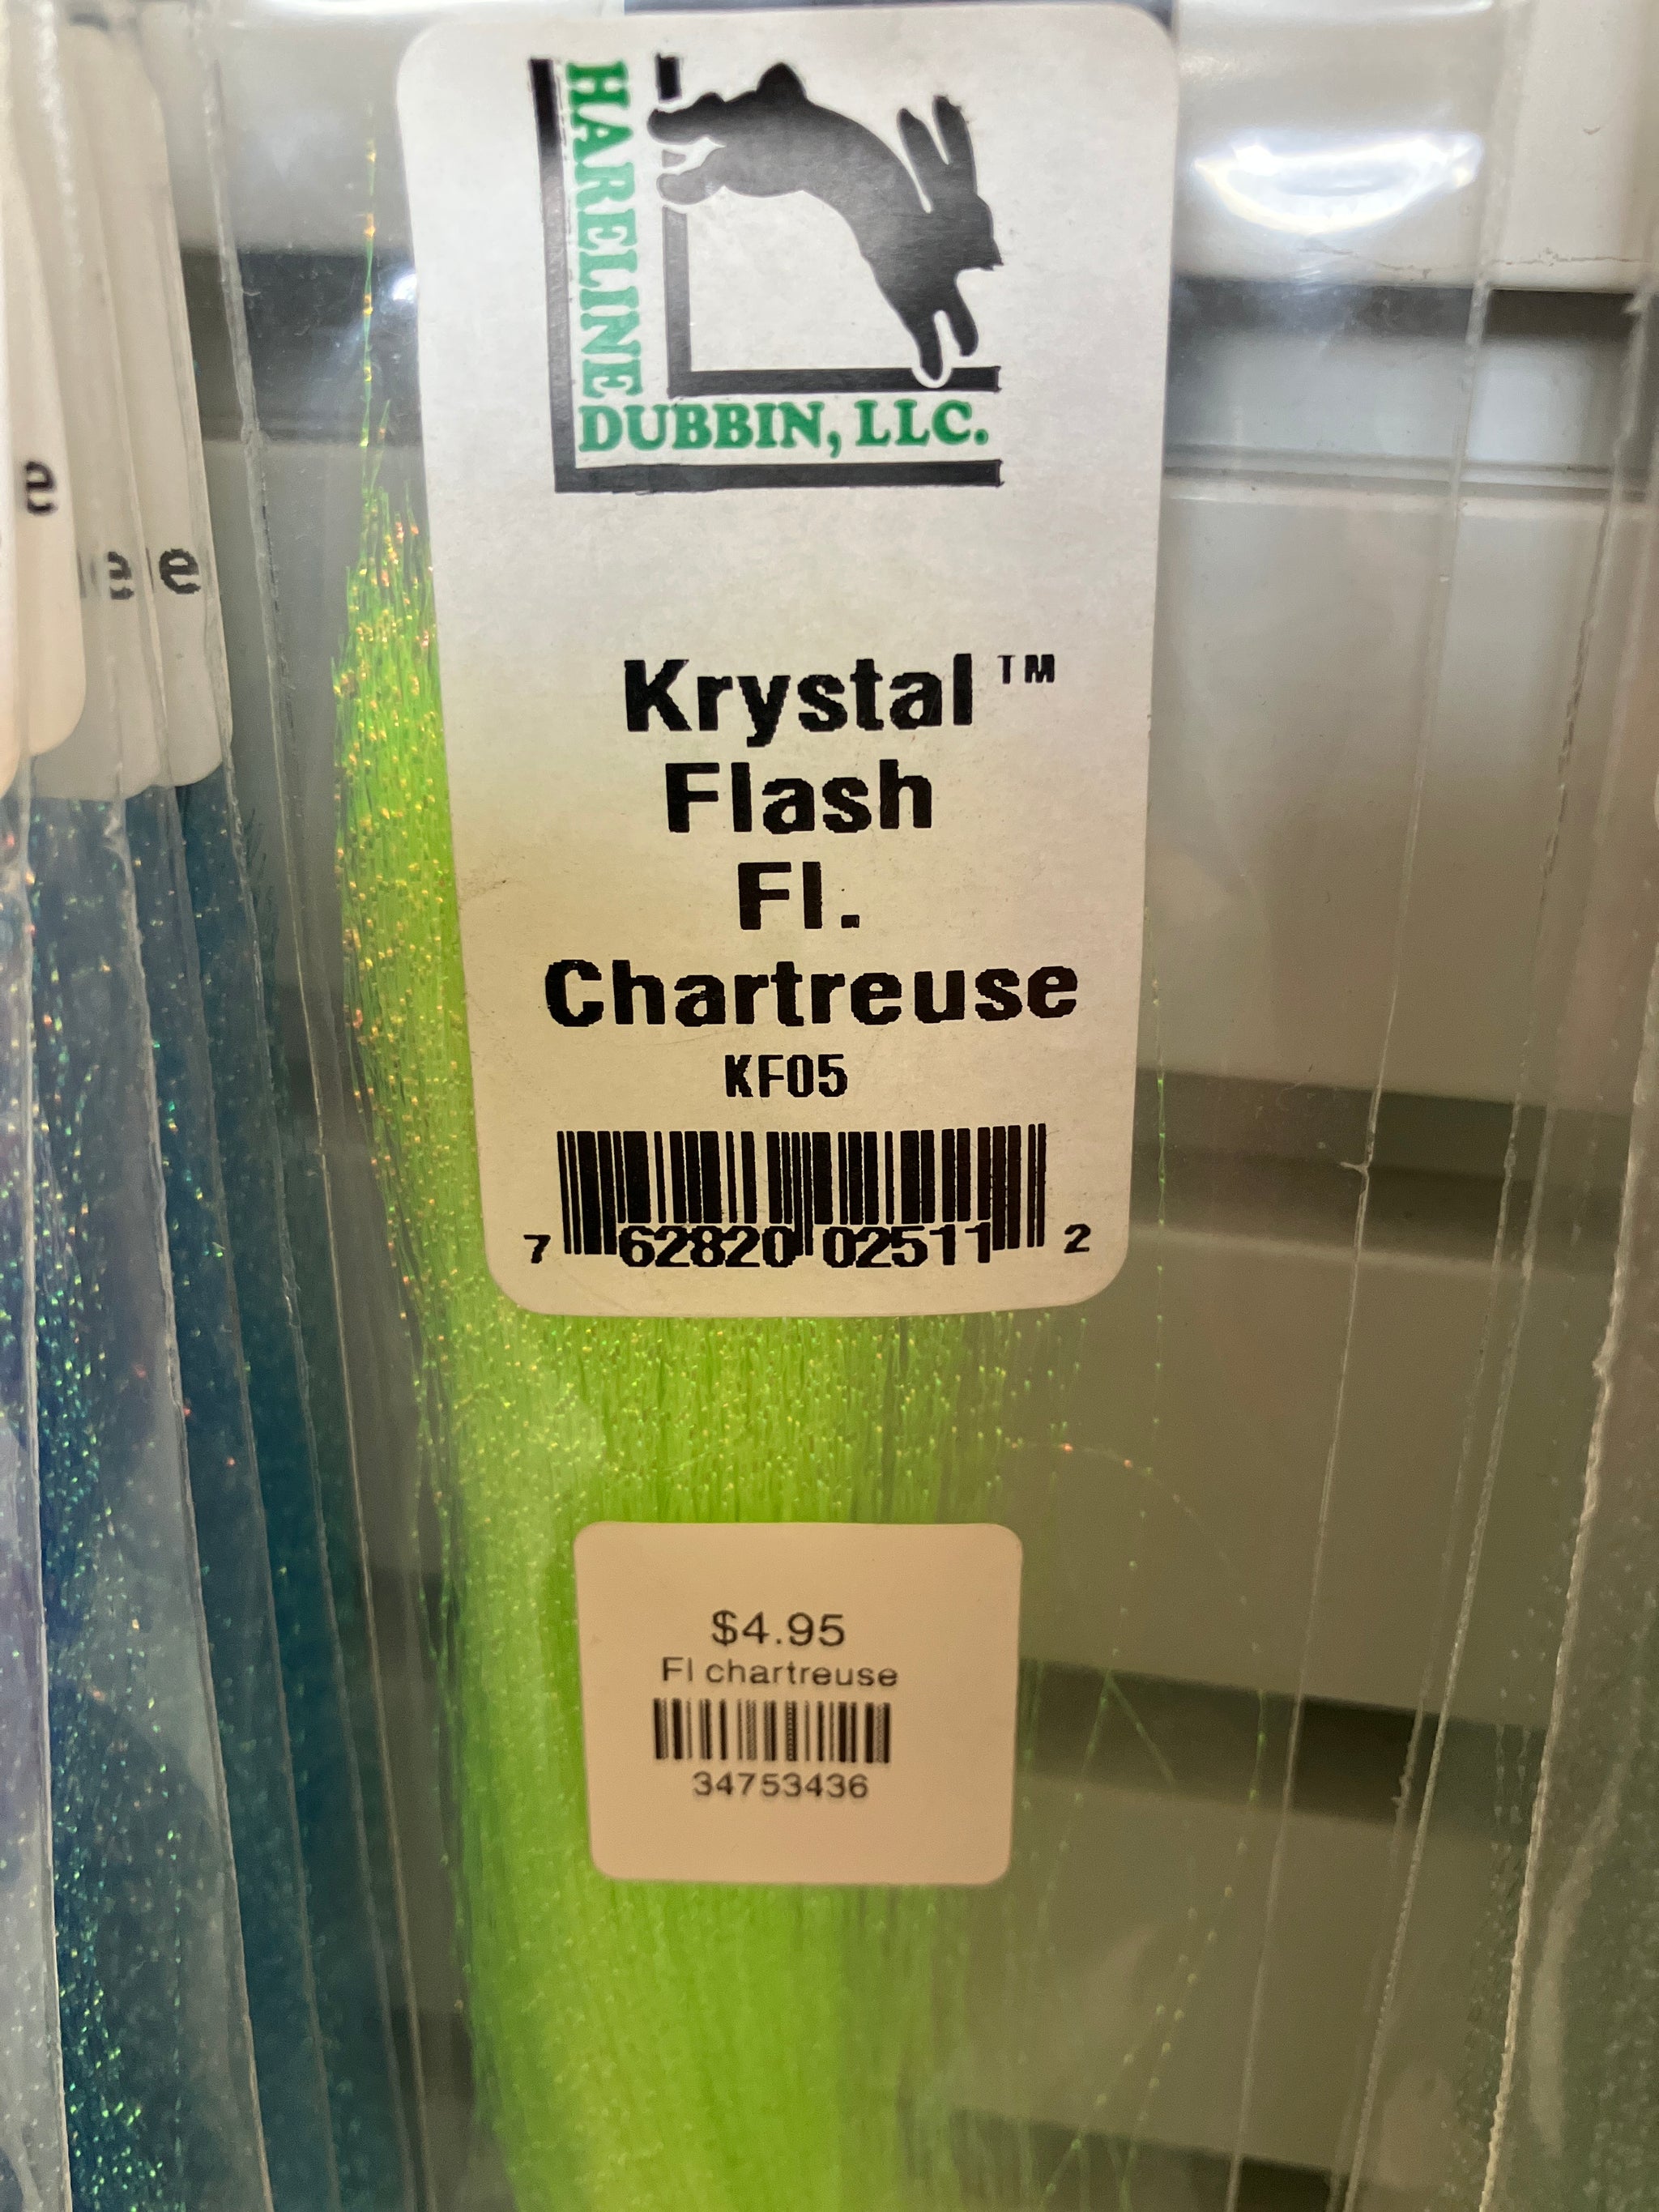 HARELINE
DUBBIN, LLC.
Krystal™
Flash
Fl.
Chartreuse
KF05
7 62820 02511 2
$4.95
Fl chartreuse
34753436
e
e
e